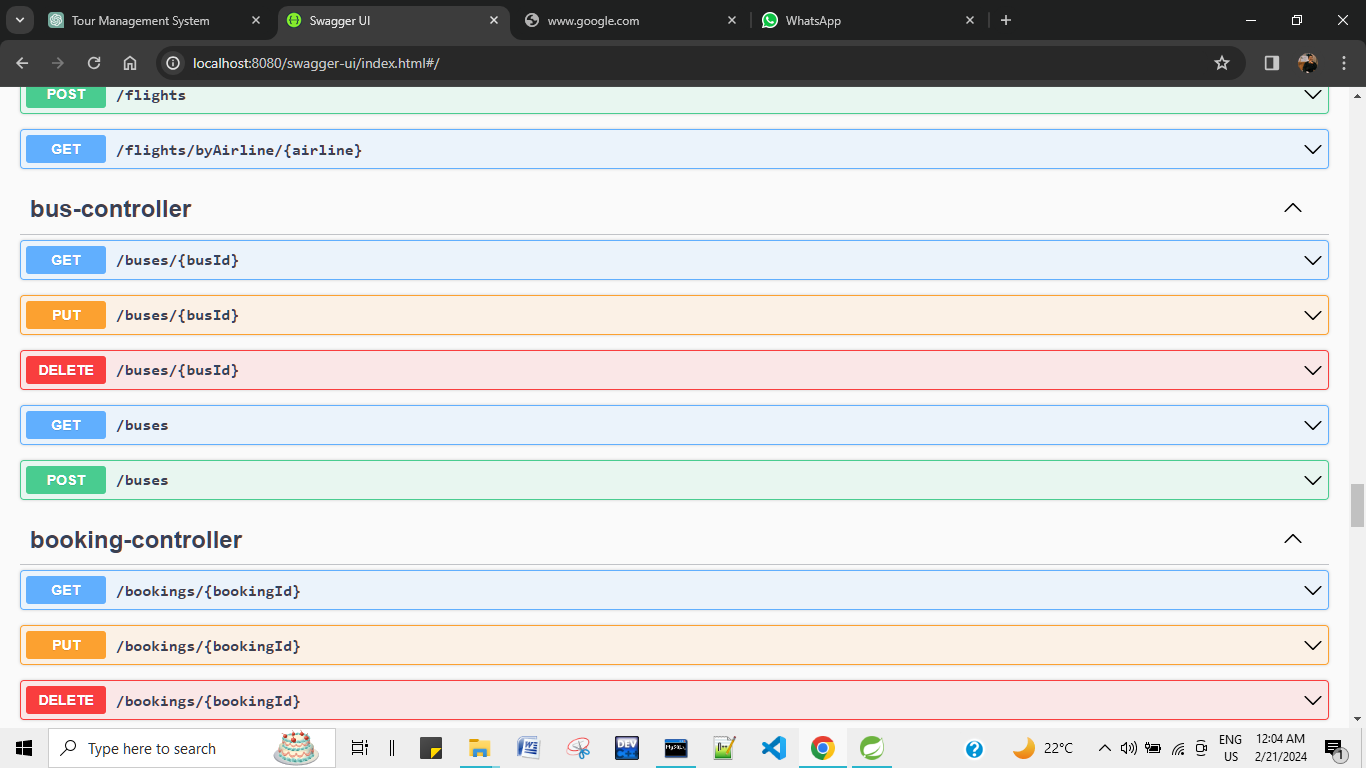 Tour Management System
Swagger UI
www.google.com
WhatsApp
localhost:8080/swagger-ui/index.html#/
POST /flights
GET /flights/byAirline/{airline}
bus-controller
GET /buses/{busId}
PUT /buses/{busId}
DELETE /buses/{busId}
GET /buses
POST /buses
booking-controller
GET /bookings/{bookingId}
PUT /bookings/{bookingId}
DELETE /bookings/{bookingId}
Type here to search
DEV
MySQL
22°C
ENG
US
12:04 AM
2/21/2024
1